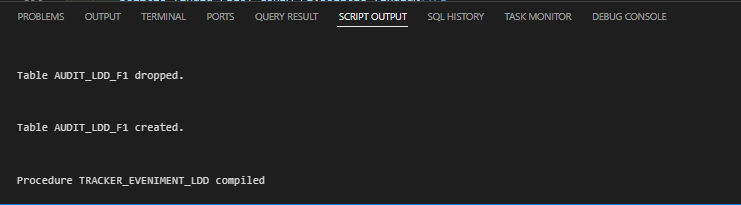 PROBLEMS OUTPUT TERMINAL PORTS QUERY RESULT SCRIPT OUTPUT SQL HISTORY TASK MONITOR DEBUG CONSOLE
Table AUDIT_LDD_F1 dropped.
Table AUDIT_LDD_F1 created.
Procedure TRACKER_EVENIMENT_LDD compiled